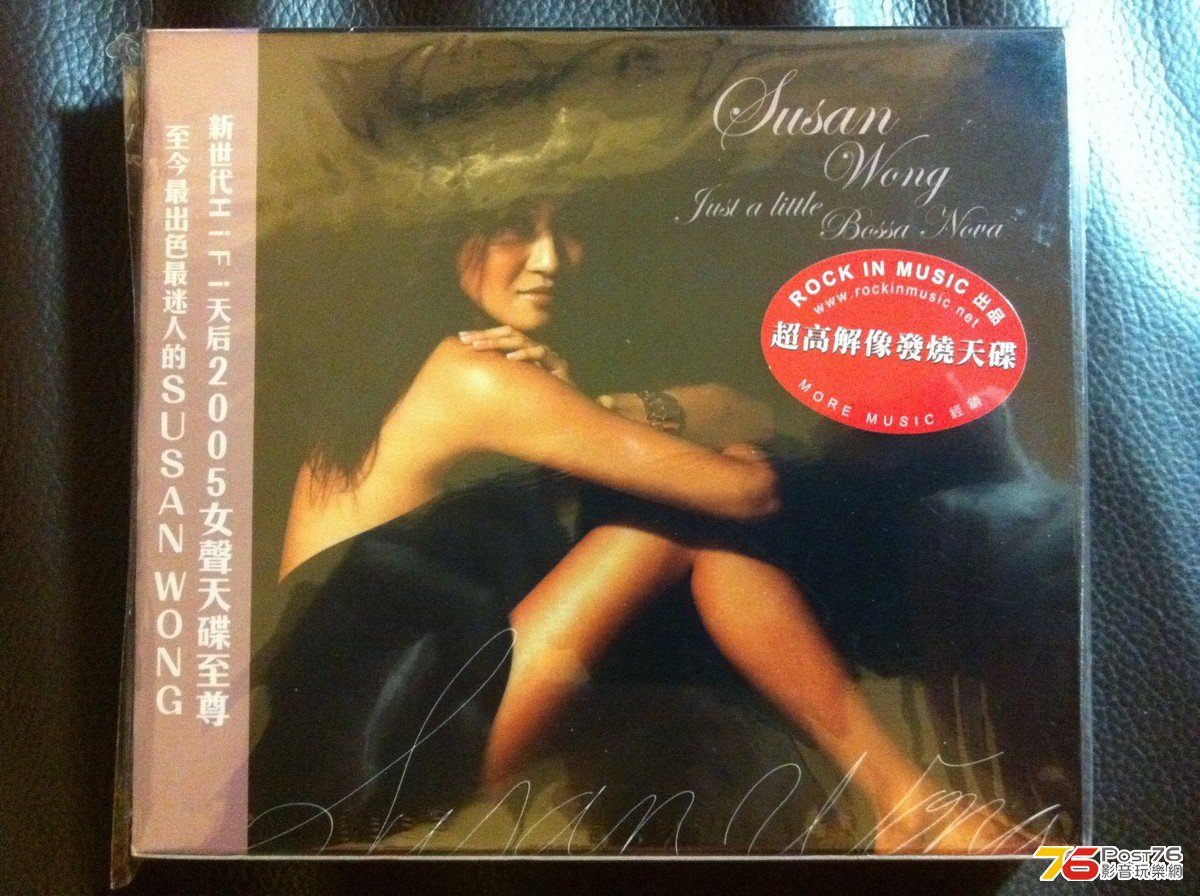 新世代HiFi天后2005女聲天碟至尊
至今最出色最迷人的SUSAN WONG
Susan
Wong
Just a little
Bossa Nova
ROCK IN MUSIC 出品
www.rockinmusic.net
超高解像發燒天碟
MORE MUSIC 經銷
Susan Wong
76 Post76
影音玩樂網